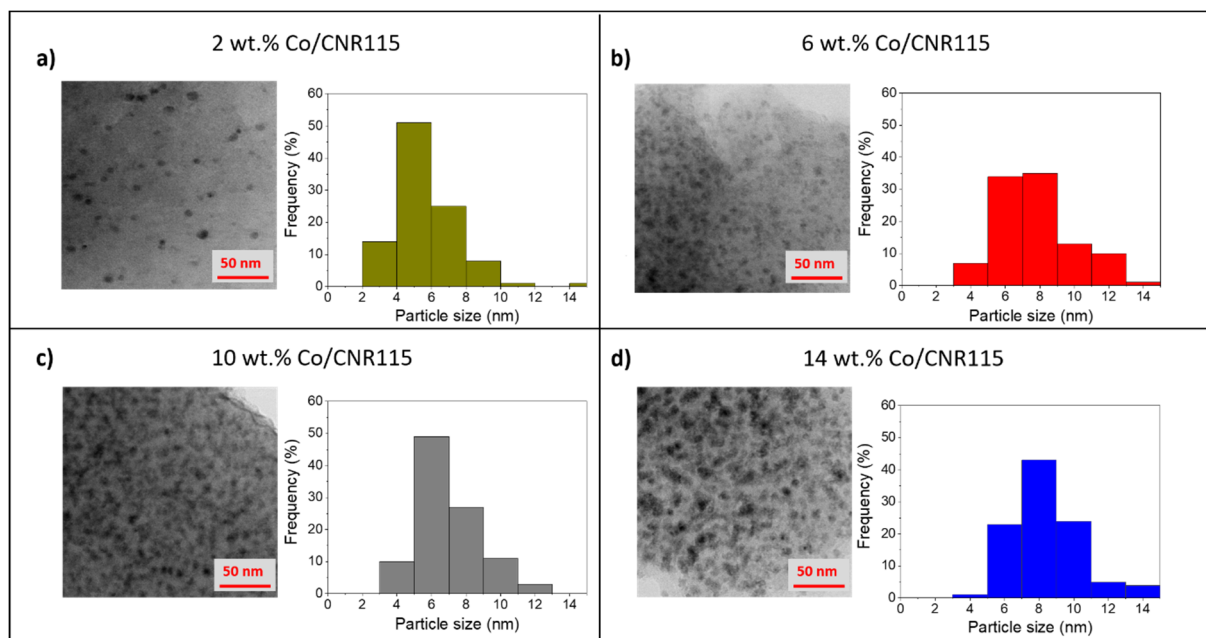 2 wt.% Co/CNR115
a)
50 nm
Frequency (%)
60
50
40
30
20
10
0
0 2 4 6 8 10 12 14
Particle size (nm)
6 wt.% Co/CNR115
b)
50 nm
Frequency (%)
60
50
40
30
20
10
0
0 2 4 6 8 10 12 14
Particle size (nm)
10 wt.% Co/CNR115
c)
50 nm
Frequency (%)
60
50
40
30
20
10
0
0 2 4 6 8 10 12 14
Particle size (nm)
14 wt.% Co/CNR115
d)
50 nm
Frequency (%)
60
50
40
30
20
10
0
0 2 4 6 8 10 12 14
Particle size (nm)